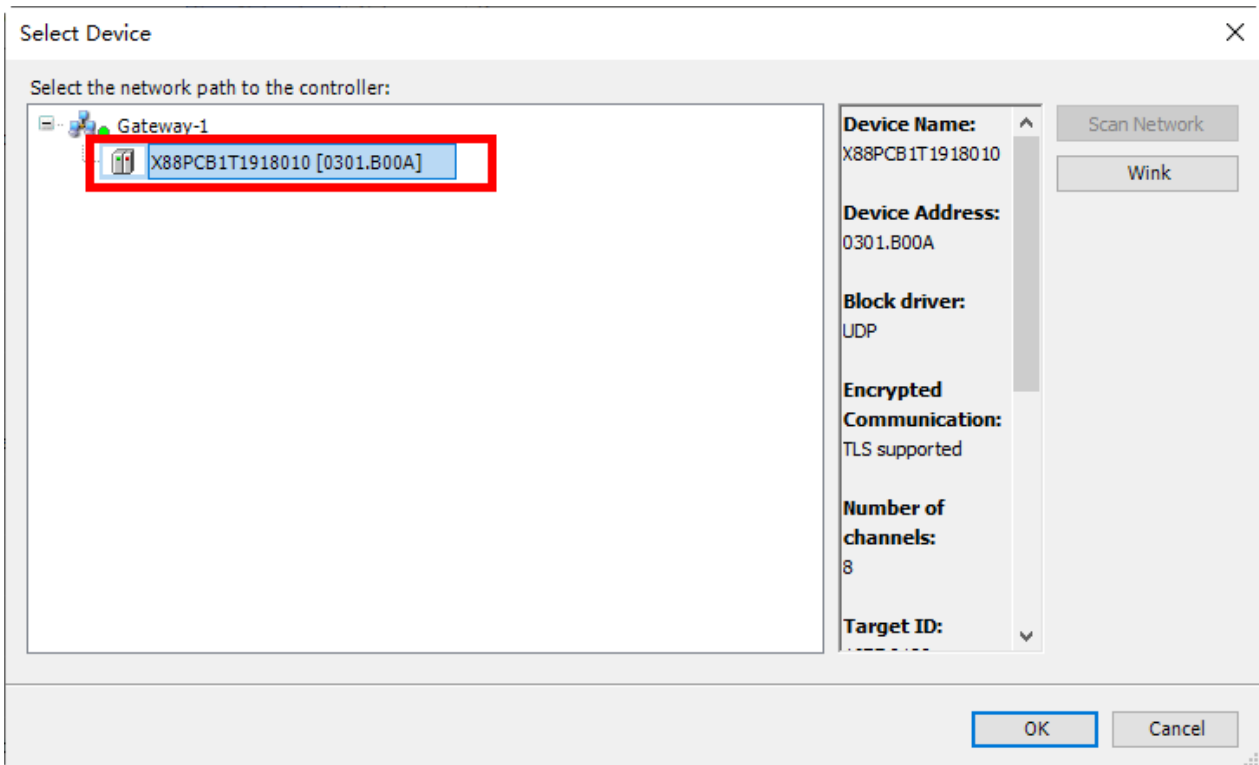 Select Device
Select the network path to the controller:
Gateway-1
X88PCB1T1918010 [0301.B00A]
Device Name:
X88PCB1T1918010
Device Address:
0301.B00A
Block driver:
UDP
Encrypted
Communication:
TLS supported
Number of
channels:
8
Target ID:
Scan Network
Wink
OK
Cancel